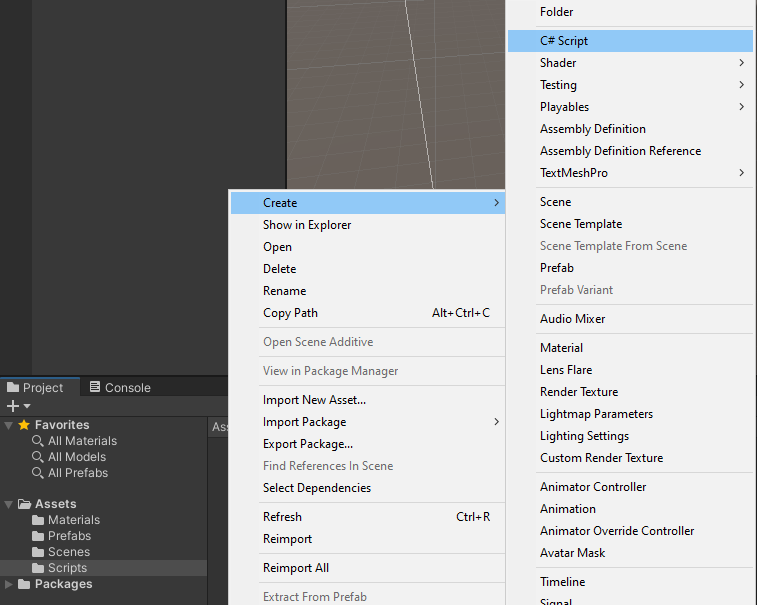 Folder
C# Script
Shader
Testing
Playables
Assembly Definition
Assembly Definition Reference
TextMeshPro
Scene
Scene Template
Scene Template From Scene
Prefab
Prefab Variant
Audio Mixer
Material
Lens Flare
Render Texture
Lightmap Parameters
Lighting Settings
Custom Render Texture
Animator Controller
Animation
Animator Override Controller
Avatar Mask
Timeline
Signal
Create
Show in Explorer
Open
Delete
Rename
Copy Path Alt+Ctrl+C
Open Scene Additive
View in Package Manager
Import New Asset...
Import Package
Export Package...
Find References In Scene
Select Dependencies
Refresh Ctrl+R
Reimport
Reimport All
Extract From Prefab
Project Console
Favorites
All Materials
All Models
All Prefabs
Assets
Materials
Prefabs
Scenes
Scripts
Packages